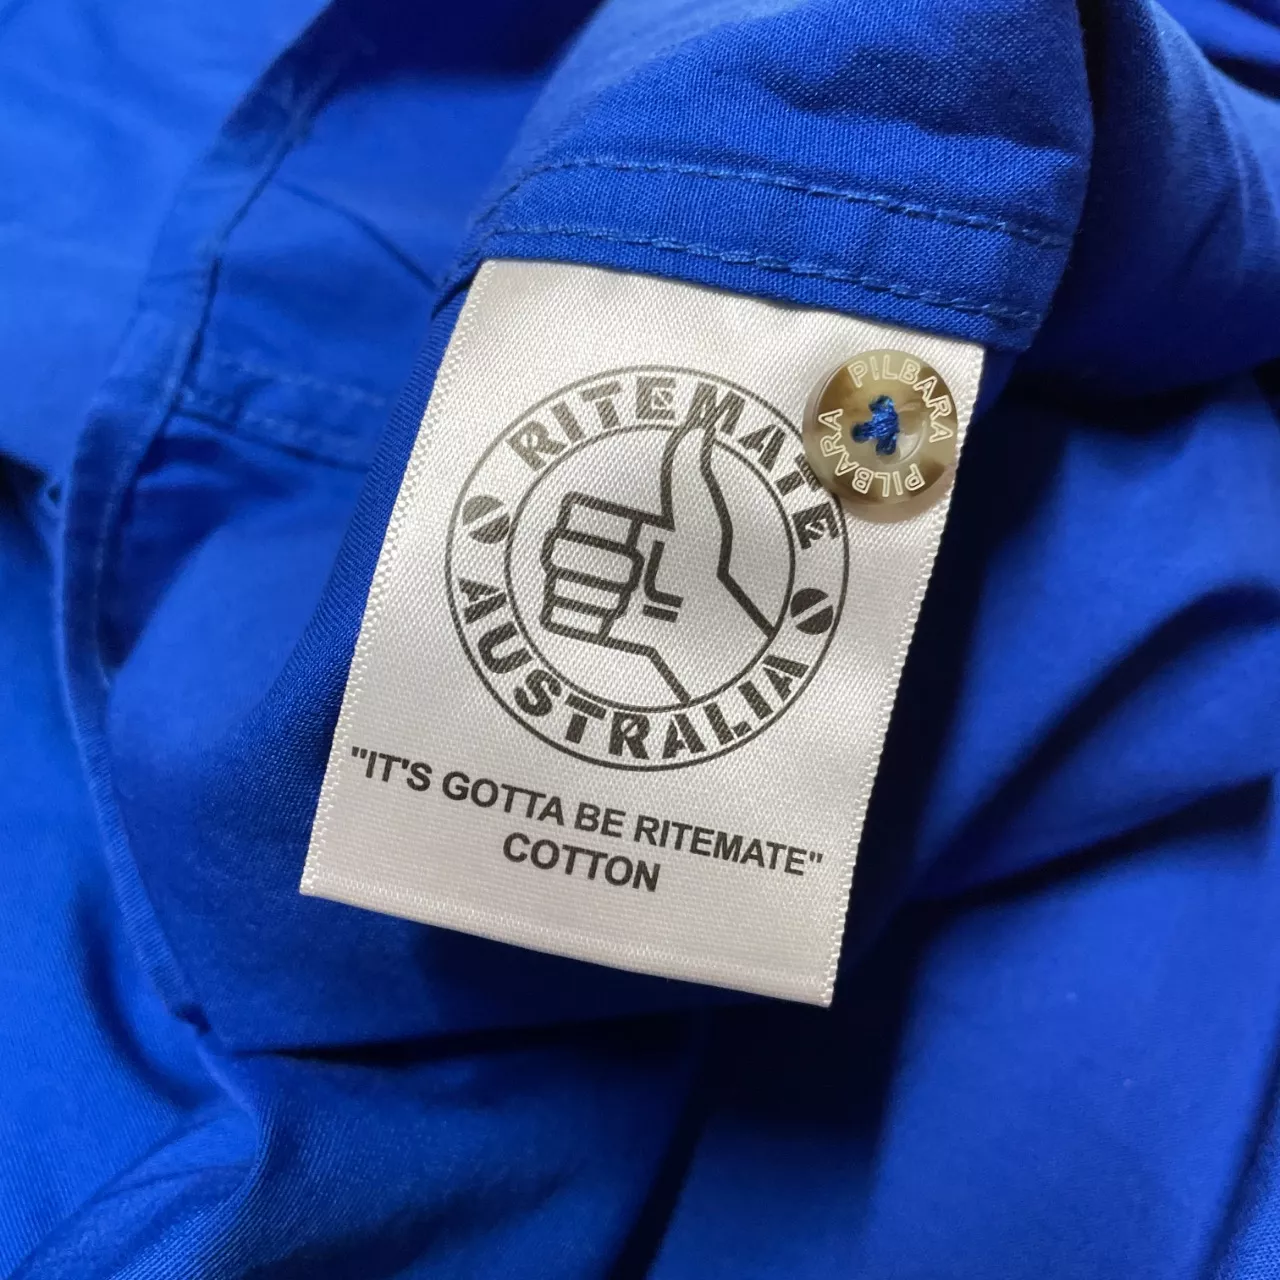 RITEMATE
AUSTRALIA
PILBARA
PILBARA
"IT'S GOTTA BE RITEMATE"
COTTON